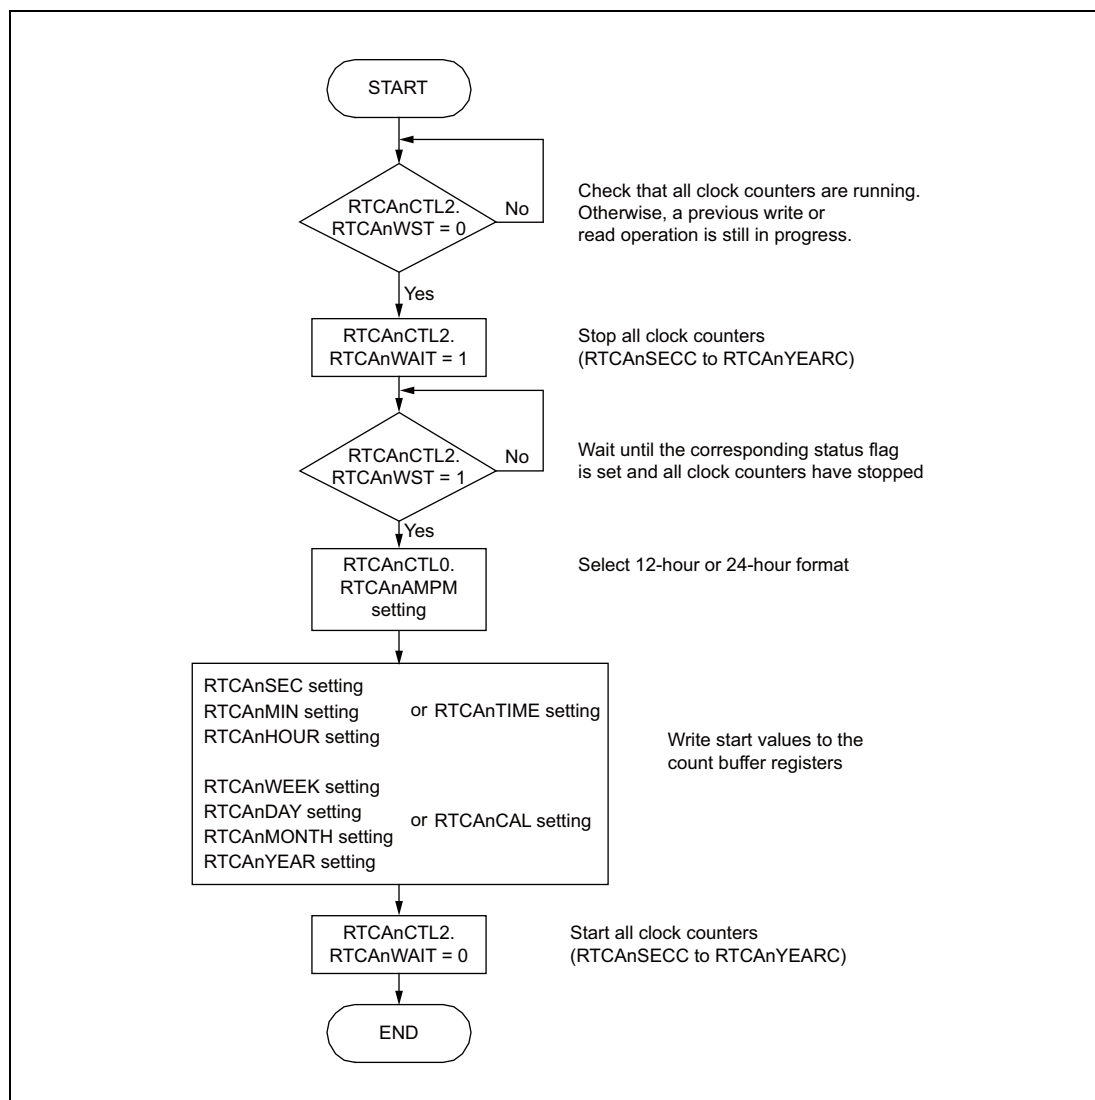 START
RTCAnCTL2.
RTCAnWST = 0
No
Check that all clock counters are running.
Otherwise, a previous write or
read operation is still in progress.
Yes
RTCAnCTL2.
RTCAnWAIT = 1
Stop all clock counters
(RTCAnSECC to RTCAnYEARC)
RTCAnCTL2.
RTCAnWST = 1
No
Wait until the corresponding status flag
is set and all clock counters have stopped
Yes
RTCAnCTL0.
RTCAnAMPM
setting
Select 12-hour or 24-hour format
RTCAnSEC setting
RTCAnMIN setting
RTCAnHOUR setting
or RTCAnTIME setting
RTCAnWEEK setting
RTCAnDAY setting
RTCAnMONTH setting
RTCAnYEAR setting
or RTCAnCAL setting
Write start values to the
count buffer registers
RTCAnCTL2.
RTCAnWAIT = 0
Start all clock counters
(RTCAnSECC to RTCAnYEARC)
END